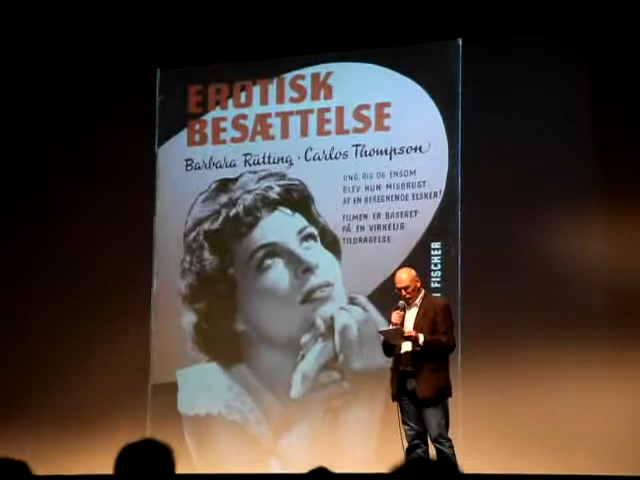 EROTISK
BESÆTTELSE
Barbara Rütting · Carlos Thompson
UNG, RIG OG ENSOM
BLEV HUN MISBRUGT
AF EN BEREGNENDE ELSKER!
FILMEN ER BASERET
PÅ EN VIRKELIG
TILDRAGELSE.
FISCHER